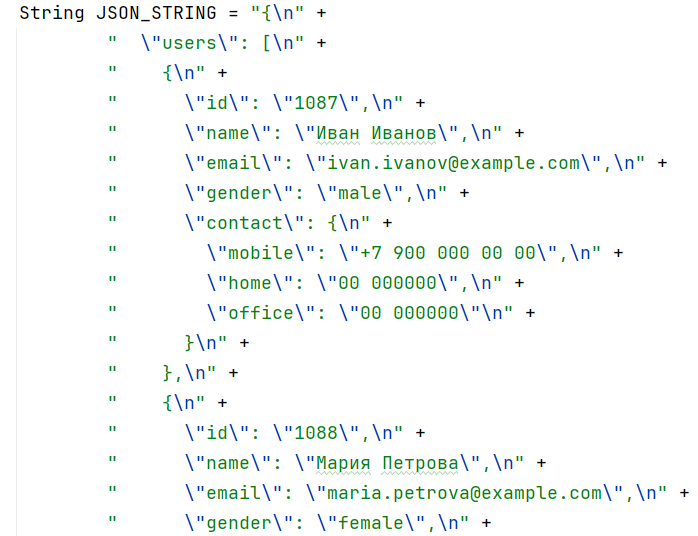 String JSON_STRING = "{\n" +
"  \"users\": [\n" +
"    {\n" +
"      \"id\": \"1087\",\n" +
"      \"name\": \"Иван Иванов\",\n" +
"      \"email\": \"ivan.ivanov@example.com\",\n" +
"      \"gender\": \"male\",\n" +
"      \"contact\": {\n" +
"        \"mobile\": \"+7 900 000 00 00\",\n" +
"        \"home\": \"00 000000\",\n" +
"        \"office\": \"00 000000\"\n" +
"      }\n" +
"    },\n" +
"    {\n" +
"      \"id\": \"1088\",\n" +
"      \"name\": \"Мария Петрова\",\n" +
"      \"email\": \"maria.petrova@example.com\",\n" +
"      \"gender\": \"female\",\n" +